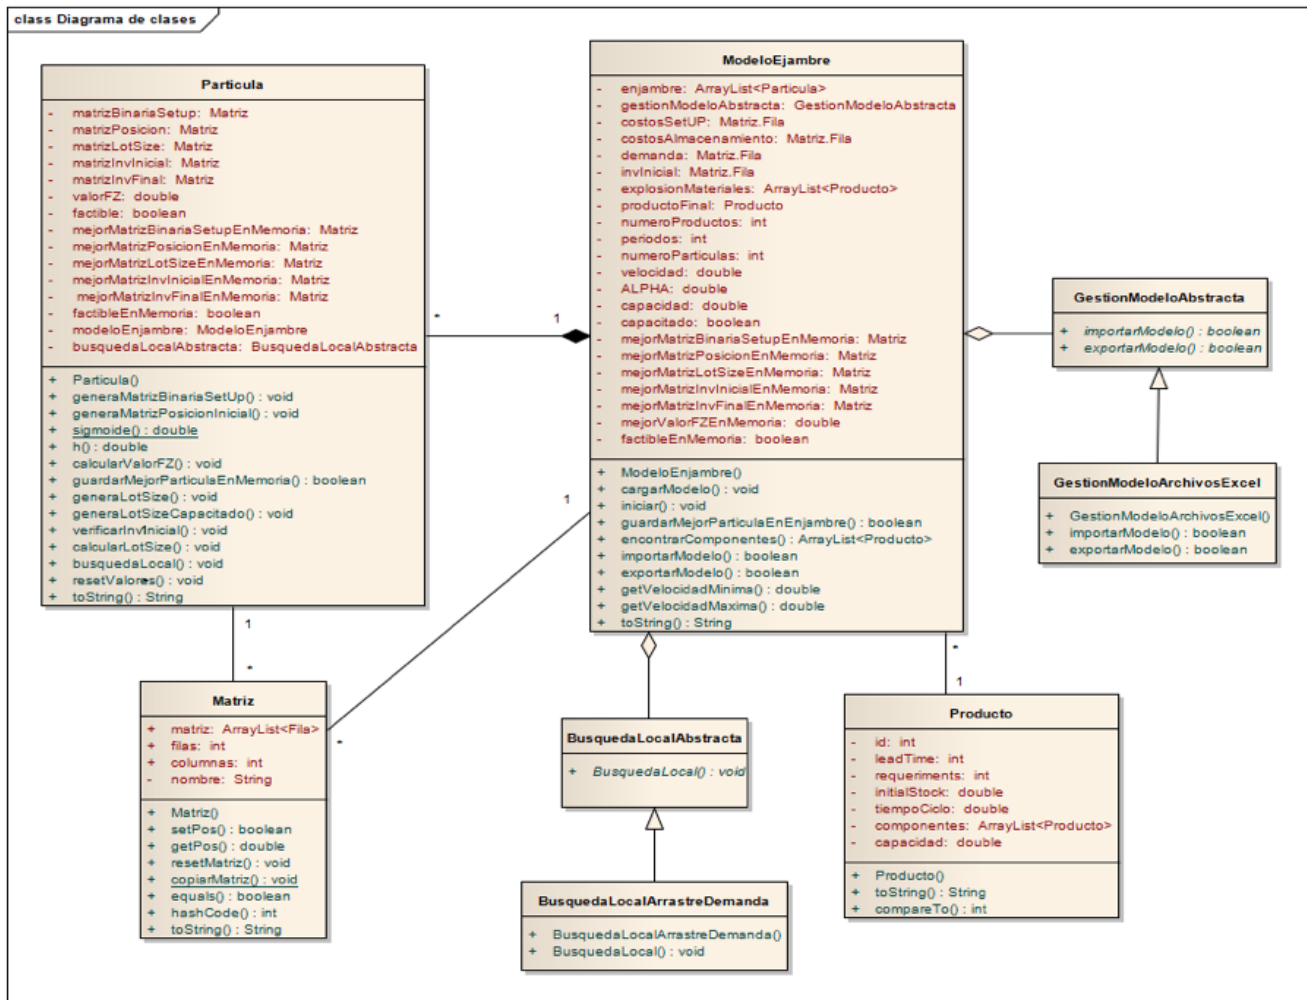 class Diagrama de clases
Particula
- matrizBinariaSetup: Matriz
- matrizPosicion: Matriz
- matrizLotSize: Matriz
- matrizInvInicial: Matriz
- matrizInvFinal: Matriz
- valorFZ: double
- factible: boolean
- mejorMatrizBinariaSetupEnMemoria: Matriz
- mejorMatrizPosicionEnMemoria: Matriz
- mejorMatrizLotSizeEnMemoria: Matriz
- mejorMatrizInvInicialEnMemoria: Matriz
- mejorMatrizInvFinalEnMemoria: Matriz
- factibleEnMemoria: boolean
- modeloEnjambre: ModeloEnjambre
- busquedaLocalAbstracta: BusquedaLocalAbstracta
+ Particula()
+ generaMatrizBinariaSetUp() : void
+ generaMatrizPosicionInicial() : void
+ sigmoide() : double
+ h() : double
+ calcularValorFZ() : void
+ guardarMejorParticulaEnMemoria() : boolean
+ generaLotSize() : void
+ generaLotSizeCapacitado() : void
+ verificarInvInicial() : void
+ calcularLotSize() : void
+ busquedaLocal() : void
+ resetValores() : void
+ toString() : String
ModeloEjambre
- enjambre: ArrayList<Particula>
- gestionModeloAbstracta: GestionModeloAbstracta
- costosSetUP: Matriz.Fila
- costosAlmacenamiento: Matriz.Fila
- demanda: Matriz.Fila
- invInicial: Matriz.Fila
- explosionMateriales: ArrayList<Producto>
- productoFinal: Producto
- numeroProductos: int
- periodos: int
- numeroParticulas: int
- velocidad: double
- ALPHA: double
- capacidad: double
- capacitado: boolean
- mejorMatrizBinariaSetupEnMemoria: Matriz
- mejorMatrizPosicionEnMemoria: Matriz
- mejorMatrizLotSizeEnMemoria: Matriz
- mejorMatrizInvInicialEnMemoria: Matriz
- mejorMatrizInvFinalEnMemoria: Matriz
- mejorValorFZEnMemoria: double
- factibleEnMemoria: boolean
+ ModeloEnjambre()
+ cargarModelo() : void
+ iniciar() : void
+ guardarMejorParticulaEnEnjambre() : boolean
+ encontrarComponentes() : ArrayList<Producto>
+ importarModelo() : boolean
+ exportarModelo() : boolean
+ getVelocidadMinima() : double
+ getVelocidadMaxima() : double
+ toString() : String
* 1
GestionModeloAbstracta
+ importarModelo() : boolean
+ exportarModelo() : boolean
GestionModeloArchivosExcel
+ GestionModeloArchivosExcel()
+ importarModelo() : boolean
+ exportarModelo() : boolean
1
1
*
*
*
1
Matriz
+ matriz: ArrayList<Fila>
+ filas: int
+ columnas: int
- nombre: String
+ Matriz()
+ setPos() : boolean
+ getPos() : double
+ resetMatriz() : void
+ copiarMatriz() : void
+ equals() : boolean
+ hashCode() : int
+ toString() : String
BusquedaLocalAbstracta
+ BusquedaLocal() : void
BusquedaLocalArrastreDemanda
+ BusquedaLocalArrastreDemanda()
+ BusquedaLocal() : void
Producto
- id: int
- leadTime: int
- requeriments: int
- initialStock: double
- tiempoCiclo: double
- componentes: ArrayList<Producto>
- capacidad: double
+ Producto()
+ toString() : String
+ compareTo() : int